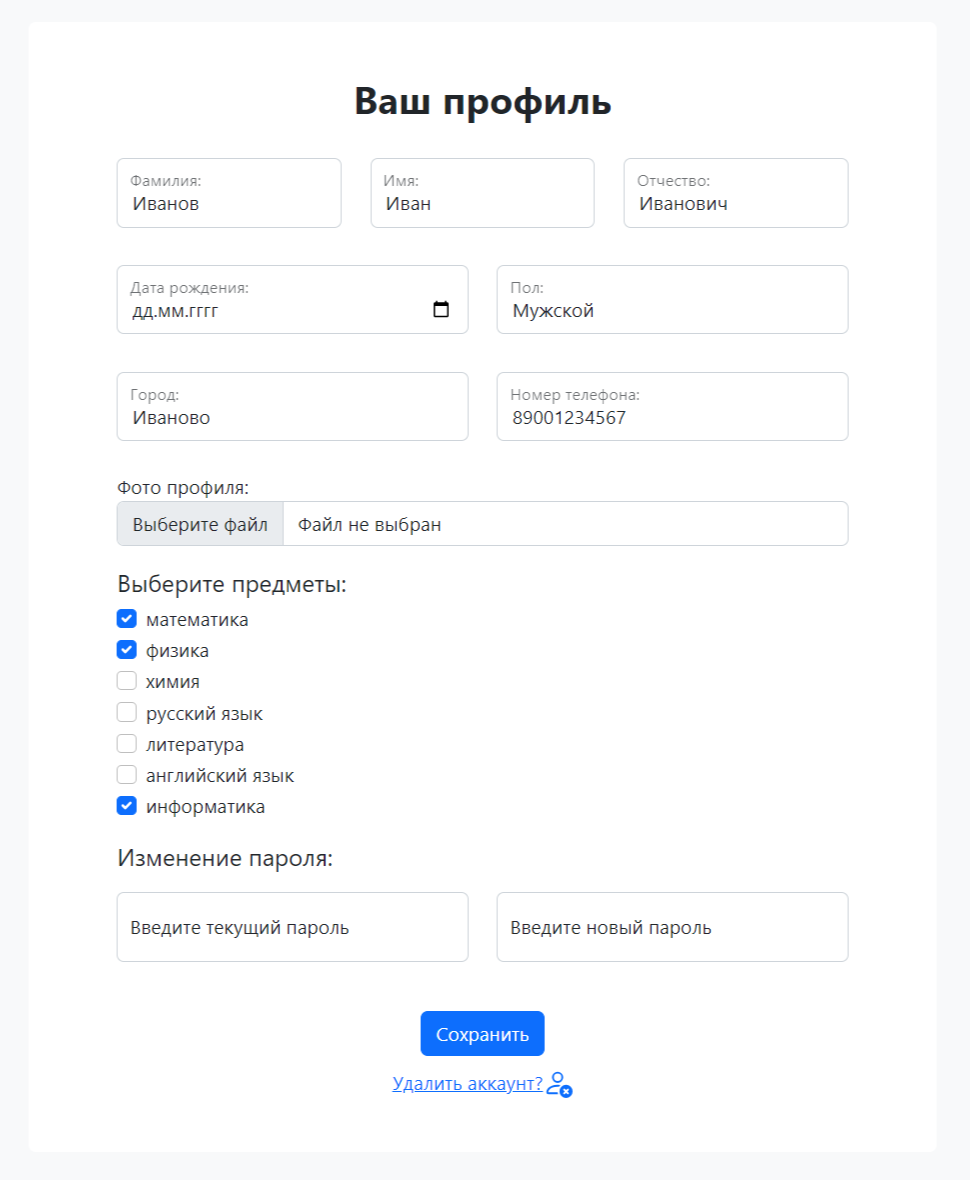 Ваш профиль
Фамилия: Имя: Отчество:
Иванов Иван Иванович
Дата рождения: Пол:
дд.мм.гггг Мужской
Город: Номер телефона:
Иваново 89001234567
Фото профиля:
Выберите файл Файл не выбран
Выберите предметы:
математика
физика
химия
русский язык
литература
английский язык
информатика
Изменение пароля:
Введите текущий пароль Введите новый пароль
Сохранить
Удалить аккаунт?